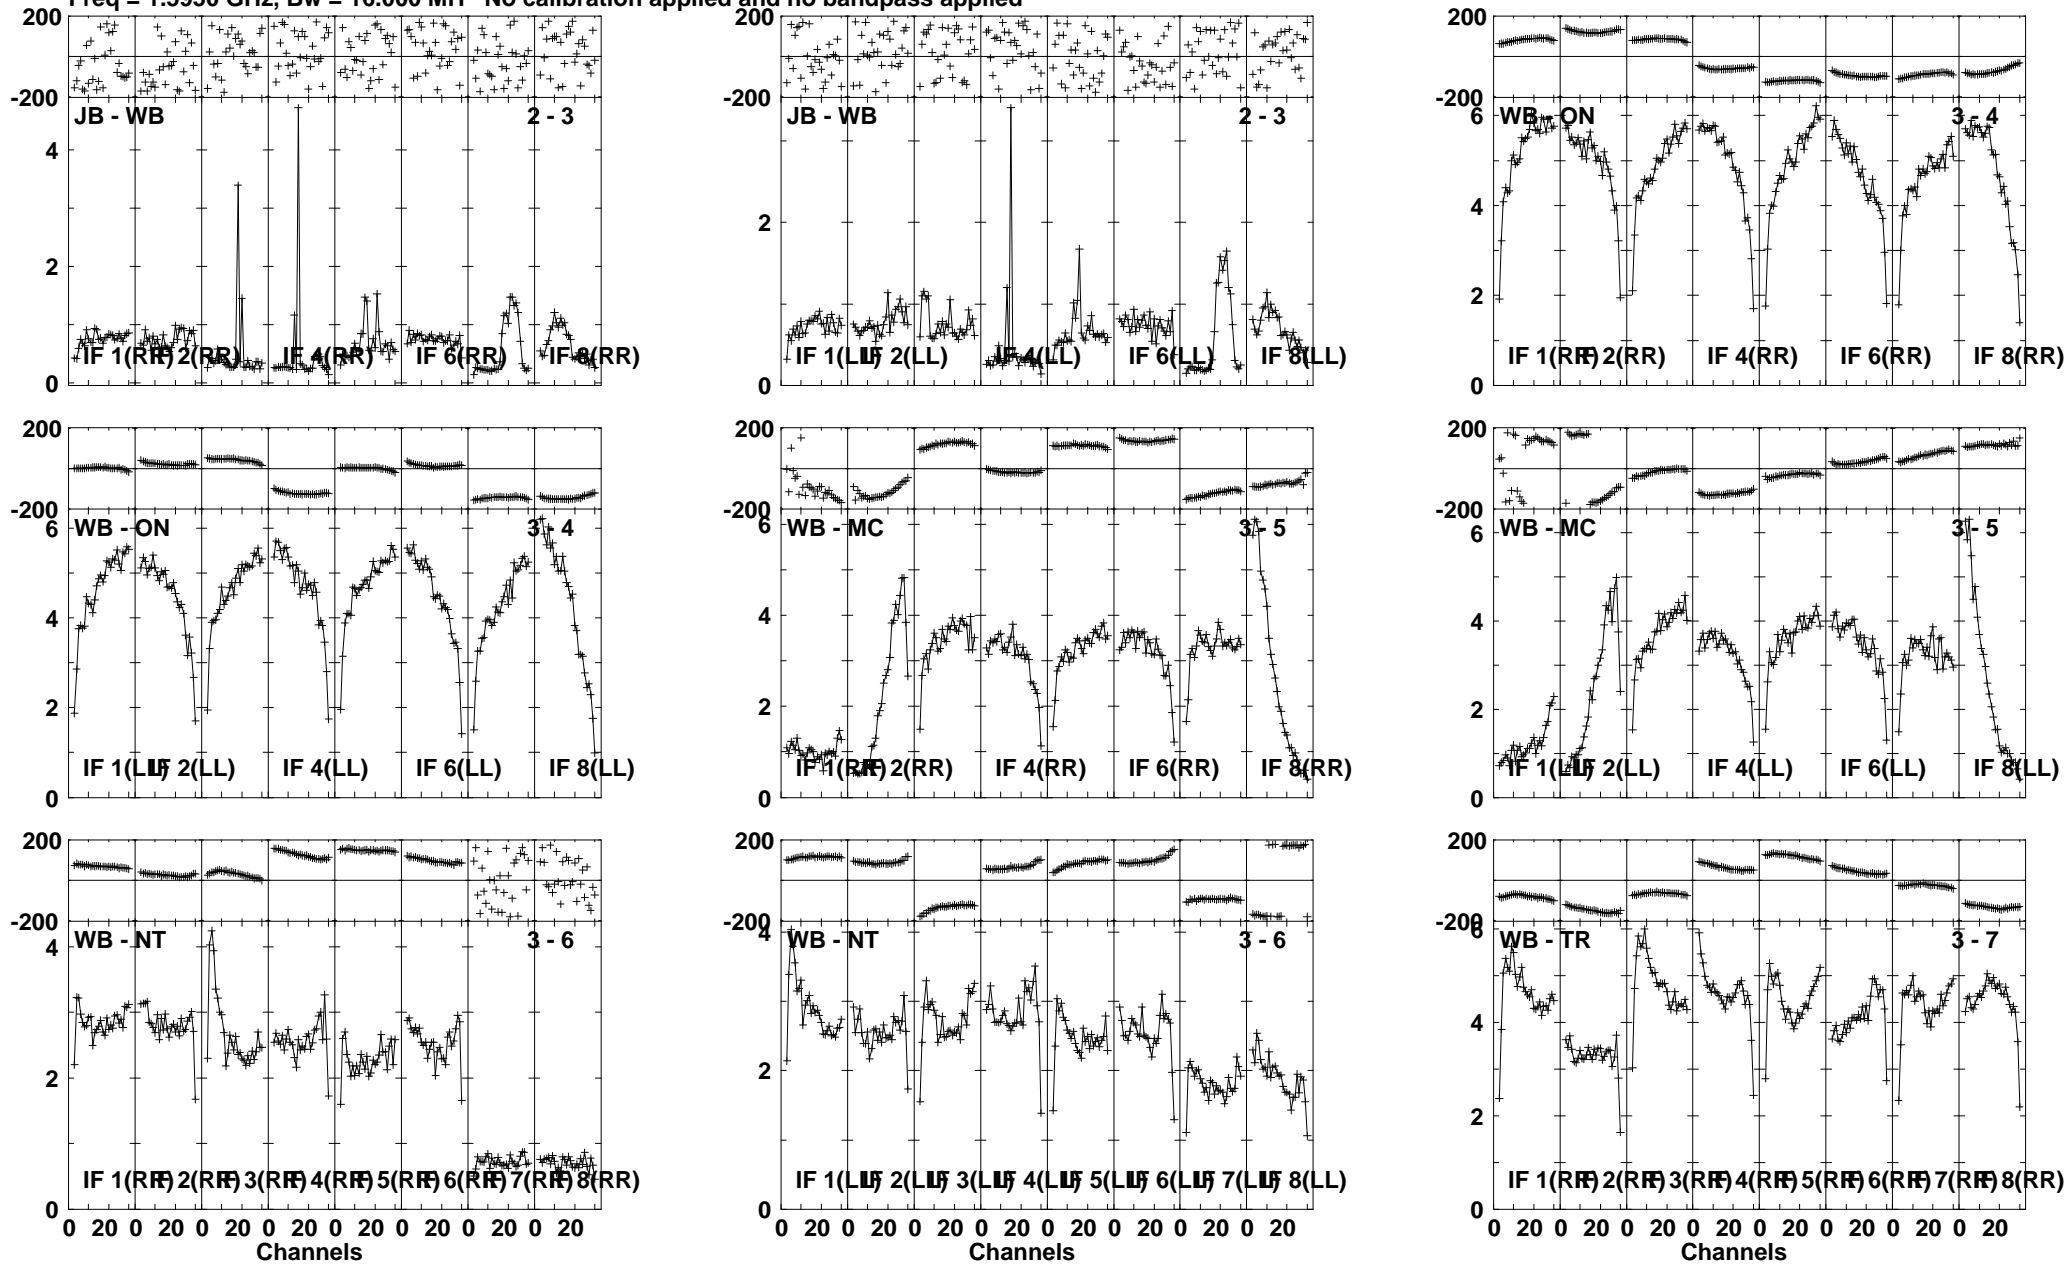 Freq = 1.5950 GHz, Bw = 16.000 MH No calibration applied and no bandpass applied
200 200 200
-200 -200 -200
JB - WB 2 - 3 JB - WB 2 - 3 WB - ON 3 - 4
6
4 4
2 2 2
0 0 0
IF 1(RR) IF 2(RR) IF 4(RR) IF 6(RR) IF 8(RR) IF 1(LL) IF 2(LL) IF 4(LL) IF 6(LL) IF 8(LL) IF 1(RR) IF 2(RR) IF 4(RR) IF 6(RR) IF 8(RR)
200 200 200
-200 -200 -200
WB - ON 3 - 4 WB - MC 3 - 5 WB - MC 3 - 5
6 6 6
4 4 4
2 2 2
IF 1(LL) IF 2(LL) IF 4(LL) IF 6(LL) IF 8(LL) IF 1(RR) IF 2(RR) IF 4(RR) IF 6(RR) IF 8(RR) IF 1(LL) IF 2(LL) IF 4(LL) IF 6(LL) IF 8(LL)
0 0 0
200 200 200
-200 -200 -200
WB - NT 3 - 6 WB - NT 3 - 6 WB - TR 3 - 7
4 4 6
4
2 2 2
IF 1(RR) IF 2(RR) IF 3(RR) IF 4(RR) IF 5(RR) IF 6(RR) IF 7(RR) IF 8(RR) IF 1(LL) IF 2(LL) IF 3(LL) IF 4(LL) IF 5(LL) IF 6(LL) IF 7(LL) IF 8(LL) IF 1(RR) IF 2(RR) IF 3(RR) IF 4(RR) IF 5(RR) IF 6(RR) IF 7(RR) IF 8(RR)
0 0 0
0 20 0 20 0 20 0 20 0 20 0 20 0 20 0 20 0 20 0 20 0 20 0 20 0 20 0 20 0 20 0 20 0 20 0 20 0 20 0 20 0 20 0 20 0 20 0 20
Channels Channels Channels